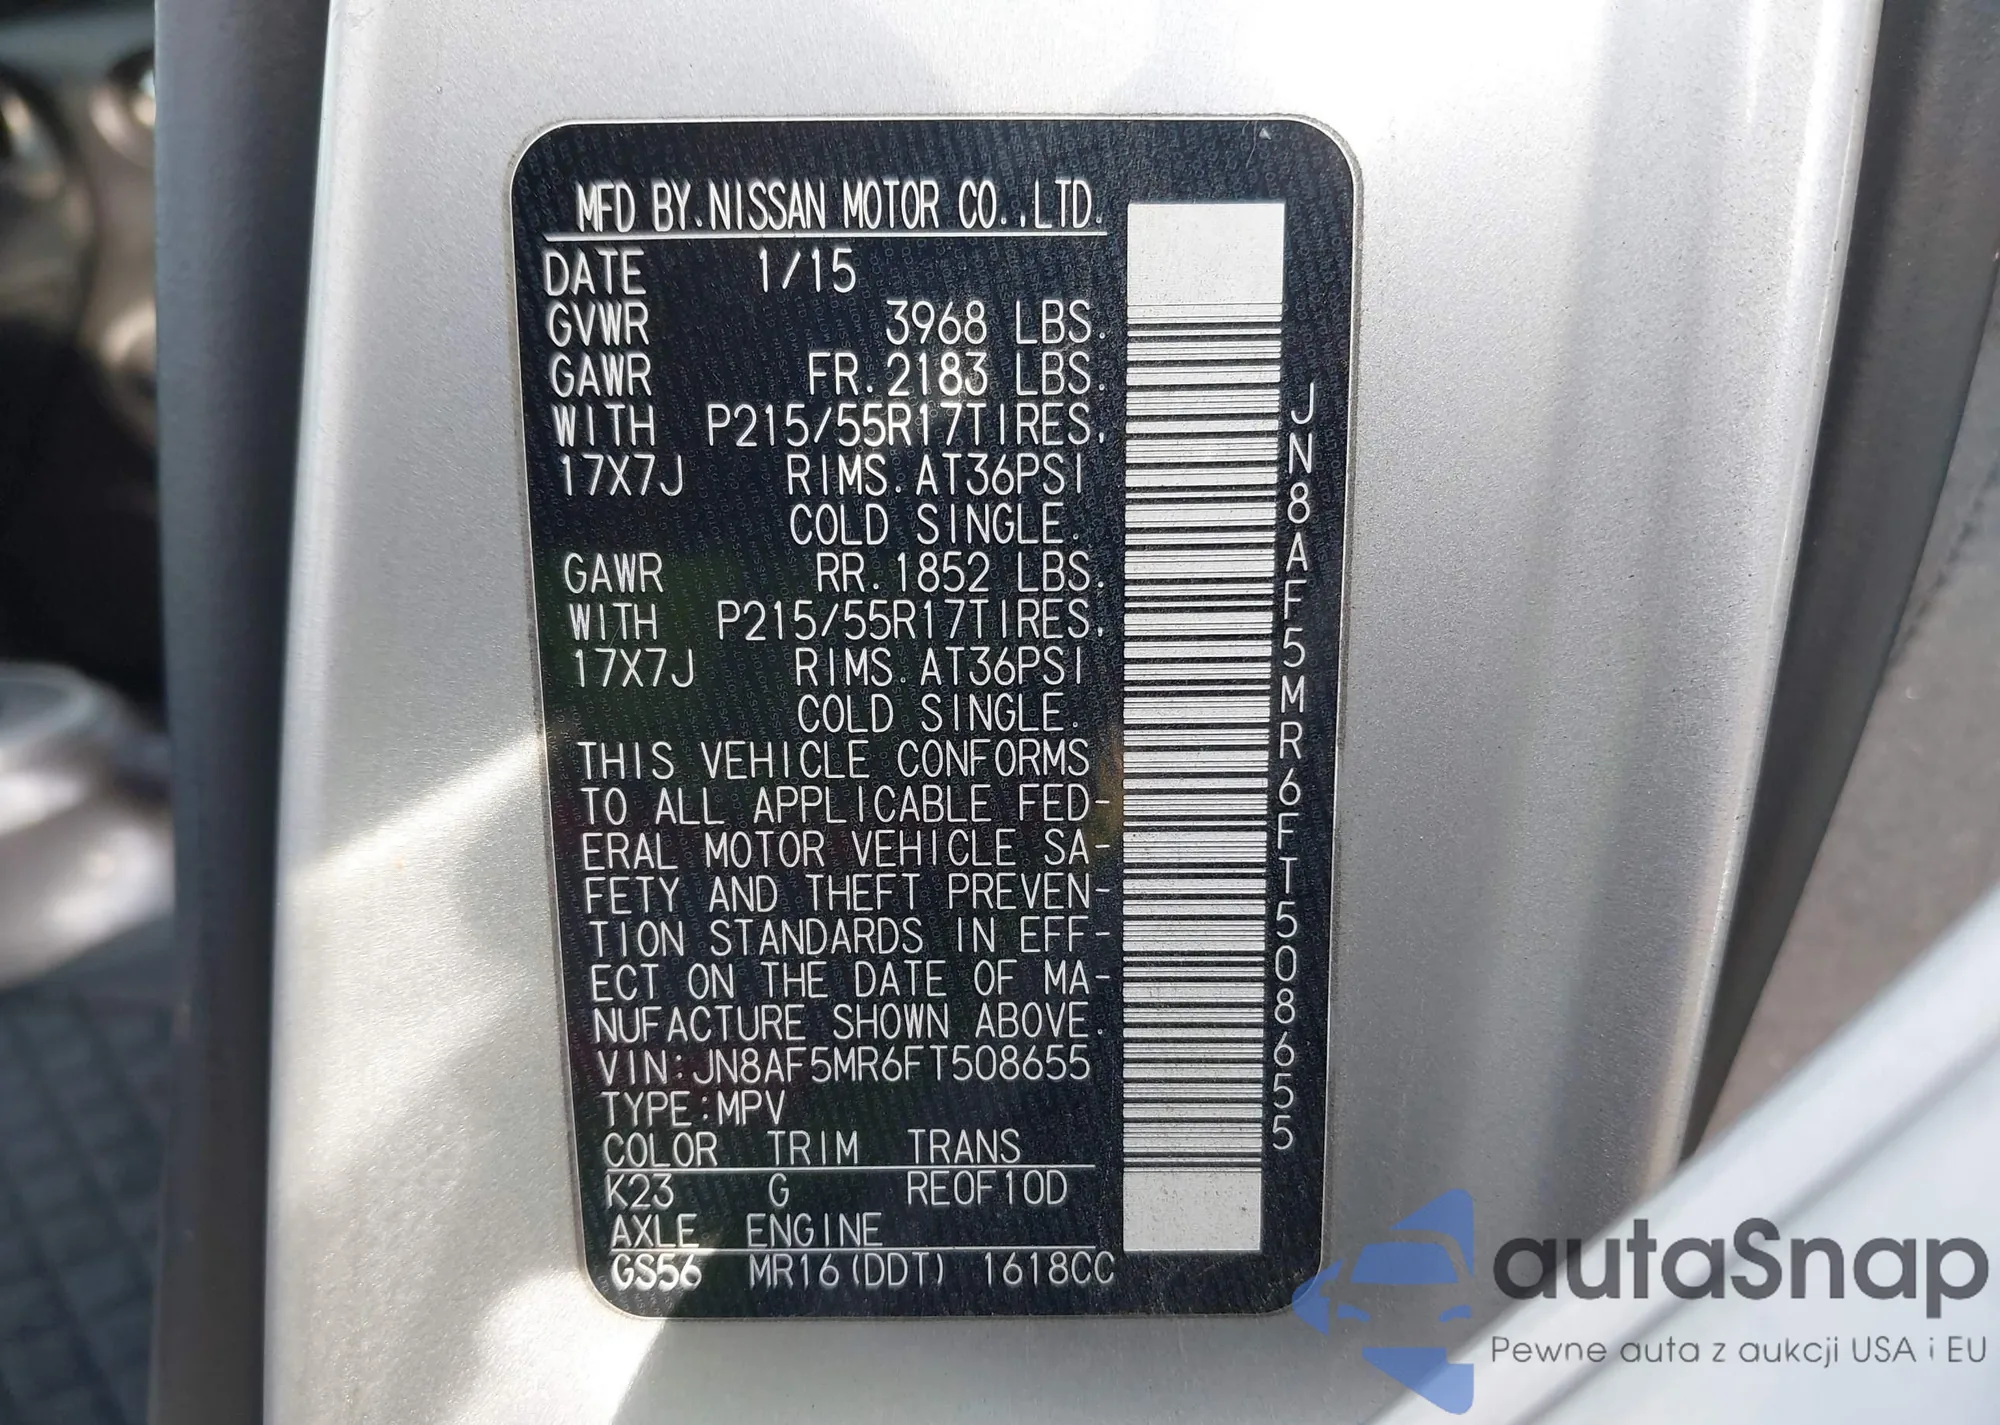 MFD BY.NISSAN MOTOR CO.,LTD.
DATE 1/15
GVWR 3968 LBS.
GAWR FR.2183 LBS.
WITH P215/55R17TIRES,
17X7J RIMS.AT36PSI
COLD SINGLE.
GAWR RR.1852 LBS.
WITH P215/55R17TIRES,
17X7J RIMS.AT36PSI
COLD SINGLE.
THIS VEHICLE CONFORMS
TO ALL APPLICABLE FED-
ERAL MOTOR VEHICLE SA-
FETY AND THEFT PREVEN-
TION STANDARDS IN EFF-
ECT ON THE DATE OF MA-
NUFACTURE SHOWN ABOVE.
VIN:JN8AF5MR6FT508655
TYPE:MPV
COLOR TRIM TRANS
K23 G RE0F10D
AXLE ENGINE
GS56 MR16(DDT) 1618CC
JN8AF5MR6FT508655
autaSnap
Pewne auta z aukcji USA i EU